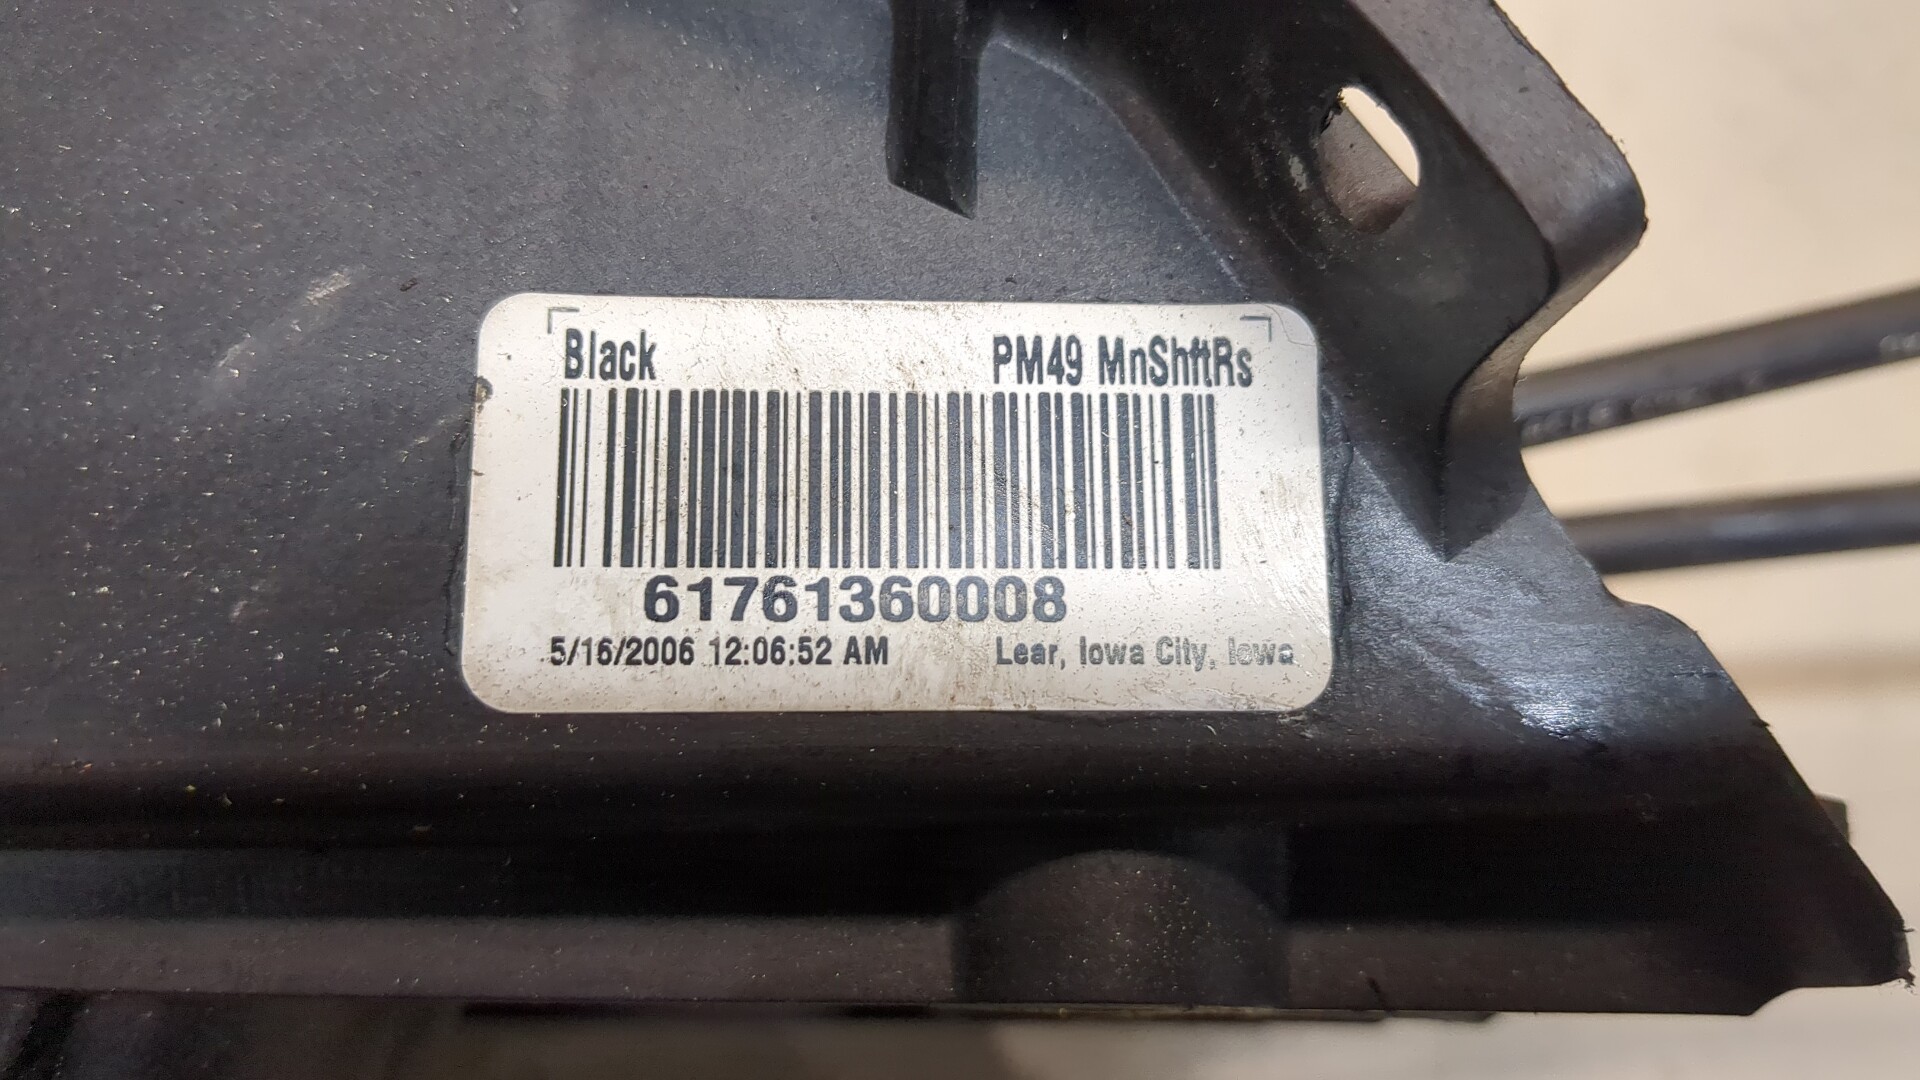 Black PM49 MnShftRs
61761360008
5/16/2006 12:06:52 AM Lear, Iowa City, Iowa